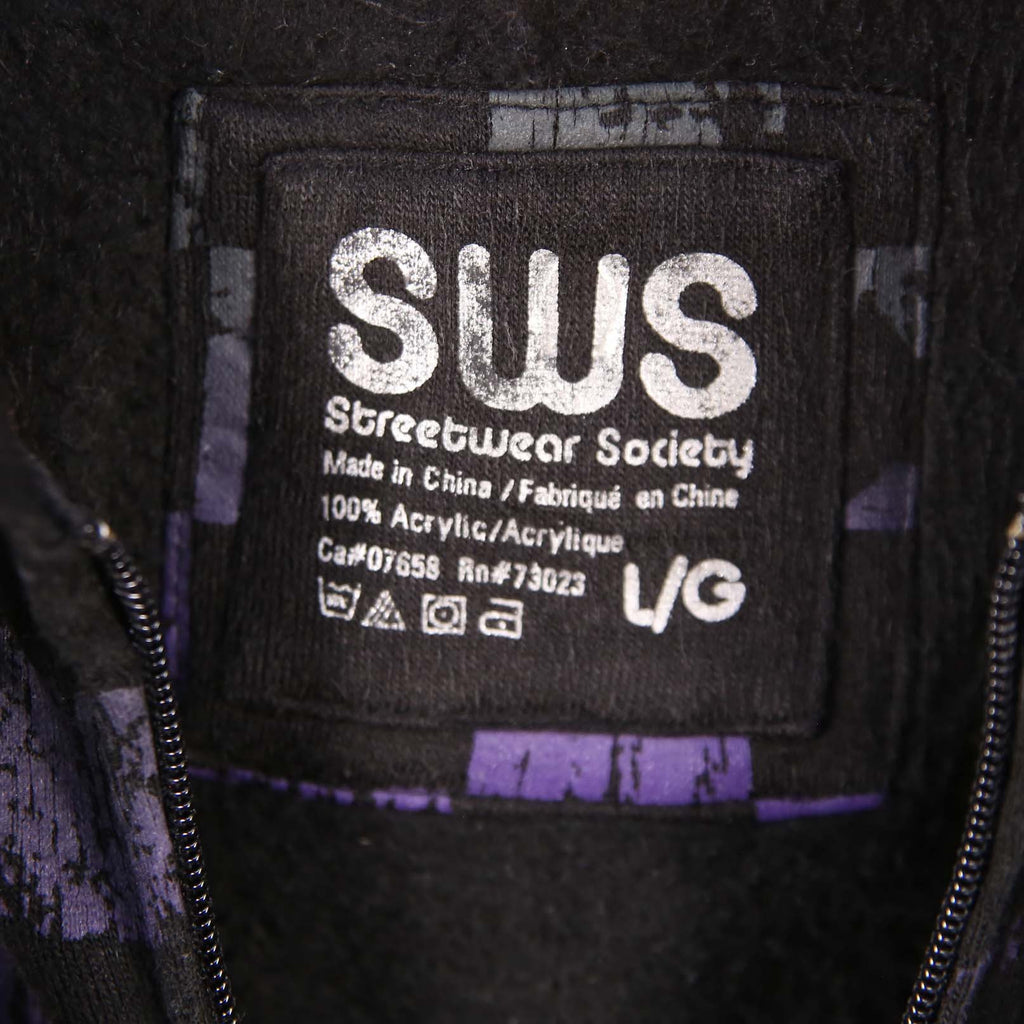 SWS
Streetwear Society
Made in China / Fabriqué en Chine
100% Acrylic/Acrylique
Ca#07658 Rn#73023
L/G